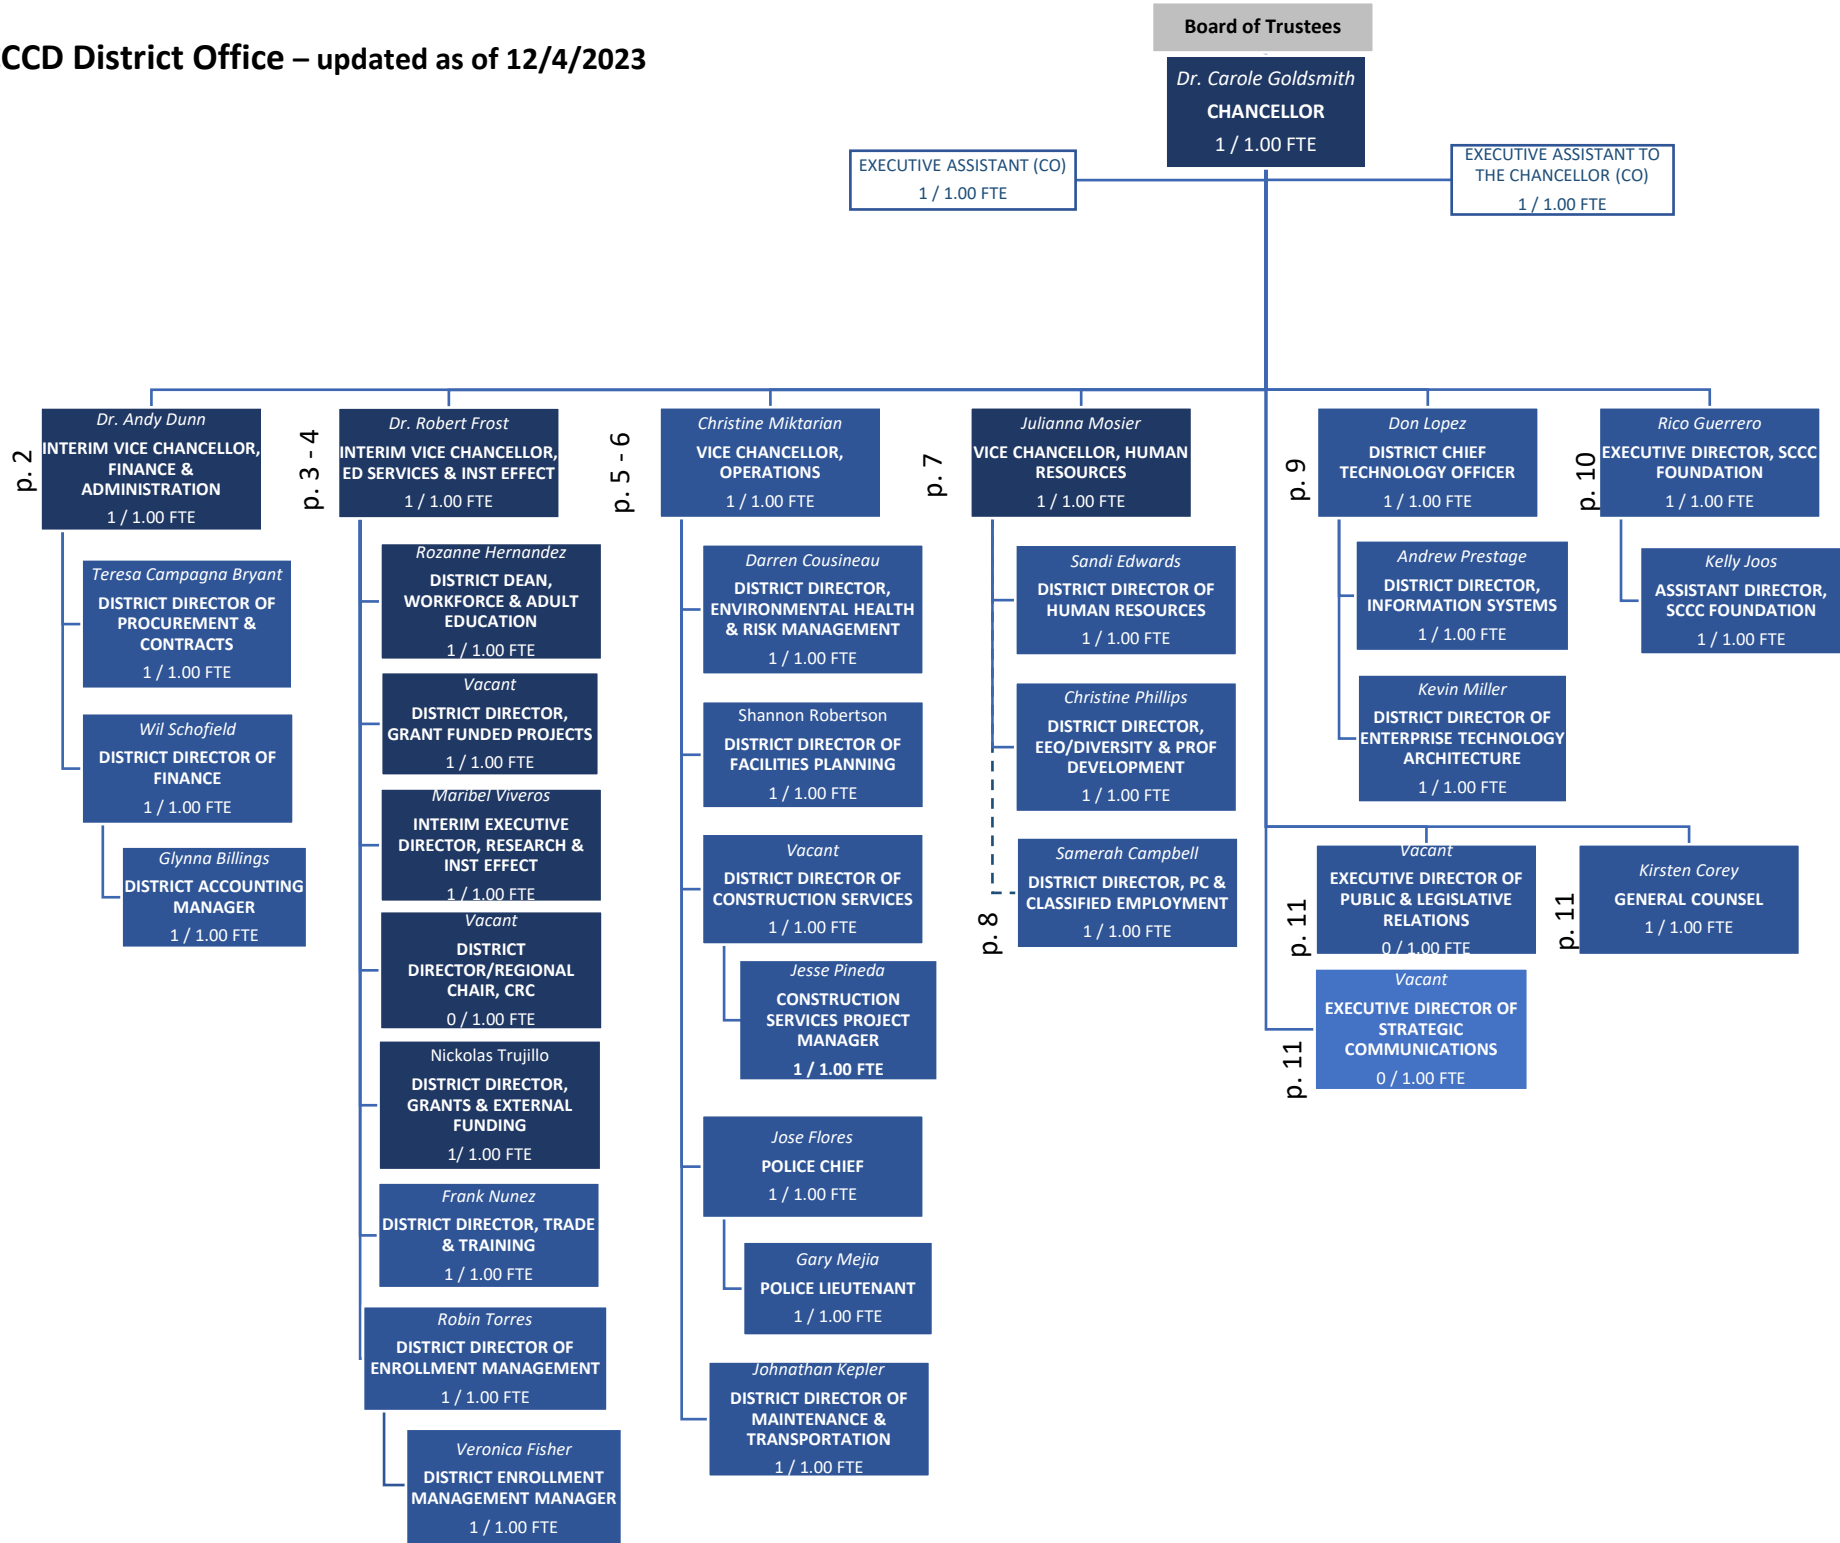 CCD District Office – updated as of 12/4/2023
Board of Trustees
Dr. Carole Goldsmith
CHANCELLOR
1 / 1.00 FTE
EXECUTIVE ASSISTANT (CO)
1 / 1.00 FTE
EXECUTIVE ASSISTANT TO
THE CHANCELLOR (CO)
1 / 1.00 FTE
p. 2
Dr. Andy Dunn
INTERIM VICE CHANCELLOR,
FINANCE &
ADMINISTRATION
1 / 1.00 FTE
Teresa Campagna Bryant
DISTRICT DIRECTOR OF
PROCUREMENT &
CONTRACTS
1 / 1.00 FTE
Wil Schofield
DISTRICT DIRECTOR OF
FINANCE
1 / 1.00 FTE
Glynna Billings
DISTRICT ACCOUNTING
MANAGER
1 / 1.00 FTE
p. 3 - 4
Dr. Robert Frost
INTERIM VICE CHANCELLOR,
ED SERVICES & INST EFFECT
1 / 1.00 FTE
Rozanne Hernandez
DISTRICT DEAN,
WORKFORCE & ADULT
EDUCATION
1 / 1.00 FTE
Vacant
DISTRICT DIRECTOR,
GRANT FUNDED PROJECTS
1 / 1.00 FTE
Maribel Viveros
INTERIM EXECUTIVE
DIRECTOR, RESEARCH &
INST EFFECT
1 / 1.00 FTE
Vacant
DISTRICT
DIRECTOR/REGIONAL
CHAIR, CRC
0 / 1.00 FTE
Nickolas Trujillo
DISTRICT DIRECTOR,
GRANTS & EXTERNAL
FUNDING
1/ 1.00 FTE
Frank Nunez
DISTRICT DIRECTOR, TRADE
& TRAINING
1 / 1.00 FTE
Robin Torres
DISTRICT DIRECTOR OF
ENROLLMENT MANAGEMENT
1 / 1.00 FTE
Veronica Fisher
DISTRICT ENROLLMENT
MANAGEMENT MANAGER
1 / 1.00 FTE
p. 5 - 6
Christine Miktarian
VICE CHANCELLOR,
OPERATIONS
1 / 1.00 FTE
Darren Cousineau
DISTRICT DIRECTOR,
ENVIRONMENTAL HEALTH
& RISK MANAGEMENT
1 / 1.00 FTE
Shannon Robertson
DISTRICT DIRECTOR OF
FACILITIES PLANNING
1 / 1.00 FTE
Vacant
DISTRICT DIRECTOR OF
CONSTRUCTION SERVICES
1 / 1.00 FTE
Jesse Pineda
CONSTRUCTION
SERVICES PROJECT
MANAGER
1 / 1.00 FTE
Jose Flores
POLICE CHIEF
1 / 1.00 FTE
Gary Mejia
POLICE LIEUTENANT
1 / 1.00 FTE
Johnathan Kepler
DISTRICT DIRECTOR OF
MAINTENANCE &
TRANSPORTATION
1 / 1.00 FTE
p. 7
Julianna Mosier
VICE CHANCELLOR, HUMAN
RESOURCES
1 / 1.00 FTE
Sandi Edwards
DISTRICT DIRECTOR OF
HUMAN RESOURCES
1 / 1.00 FTE
Christine Phillips
DISTRICT DIRECTOR,
EEO/DIVERSITY & PROF
DEVELOPMENT
1 / 1.00 FTE
p. 8
Samerah Campbell
DISTRICT DIRECTOR, PC &
CLASSIFIED EMPLOYMENT
1 / 1.00 FTE
p. 9
Don Lopez
DISTRICT CHIEF
TECHNOLOGY OFFICER
1 / 1.00 FTE
Andrew Prestage
DISTRICT DIRECTOR,
INFORMATION SYSTEMS
1 / 1.00 FTE
Kevin Miller
DISTRICT DIRECTOR OF
ENTERPRISE TECHNOLOGY
ARCHITECTURE
1 / 1.00 FTE
p. 10
Rico Guerrero
EXECUTIVE DIRECTOR, SCCC
FOUNDATION
1 / 1.00 FTE
Kelly Joos
ASSISTANT DIRECTOR,
SCCC FOUNDATION
1 / 1.00 FTE
p. 11
Vacant
EXECUTIVE DIRECTOR OF
PUBLIC & LEGISLATIVE
RELATIONS
0 / 1.00 FTE
p. 11
Kirsten Corey
GENERAL COUNSEL
1 / 1.00 FTE
p. 11
Vacant
EXECUTIVE DIRECTOR OF
STRATEGIC
COMMUNICATIONS
0 / 1.00 FTE